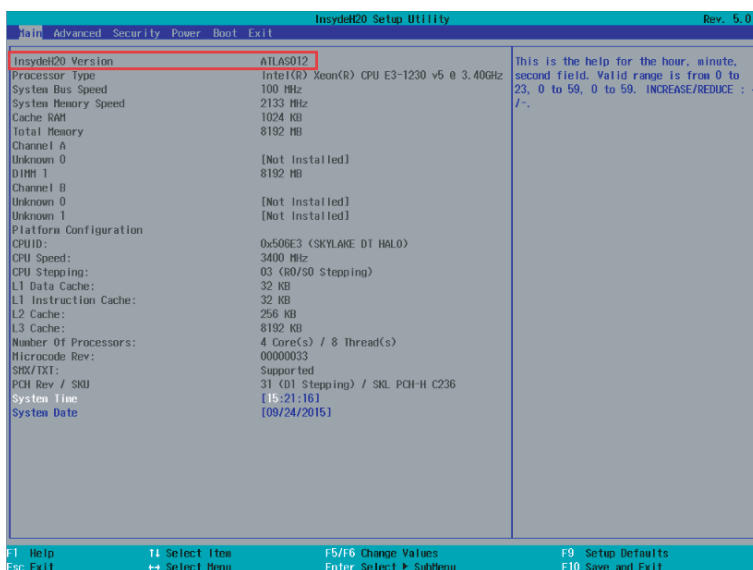 InsydeH20 Setup Utility Rev. 5.0
Main Advanced Security Power Boot Exit
InsydeH20 Version ATLAS012
Processor Type Intel(R) Xeon(R) CPU E3-1230 v5 @ 3.40GHz
System Bus Speed 100 MHz
System Memory Speed 2133 MHz
Cache RAM 1024 KB
Total Memory 8192 MB
Channel A
Unknown 0 [Not Installed]
DIMM 1 8192 MB
Channel B
Unknown 0 [Not Installed]
Unknown 1 [Not Installed]
Platform Configuration
CPUID: 0x506E3 (SKYLAKE DT HALO)
CPU Speed: 3400 MHz
CPU Stepping: 03 (R0/S0 Stepping)
L1 Data Cache: 32 KB
L1 Instruction Cache: 32 KB
L2 Cache: 256 KB
L3 Cache: 8192 KB
Number Of Processors: 4 Core(s) / 8 Thread(s)
Microcode Rev: 00000033
SMX/TXT: Supported
PCH Rev / SKU 31 (D1 Stepping) / SKL PCH-H C236
System Time [15:21:16]
System Date [09/24/2015]
This is the help for the hour, minute,
second field. Valid range is from 0 to
23, 0 to 59, 0 to 59. INCREASE/REDUCE :
/-.
F1 Help ↑↓ Select Item F5/F6 Change Values F9 Setup Defaults
Esc Exit ↔ Select Menu Enter Select ▶ SubMenu F10 Save and Exit